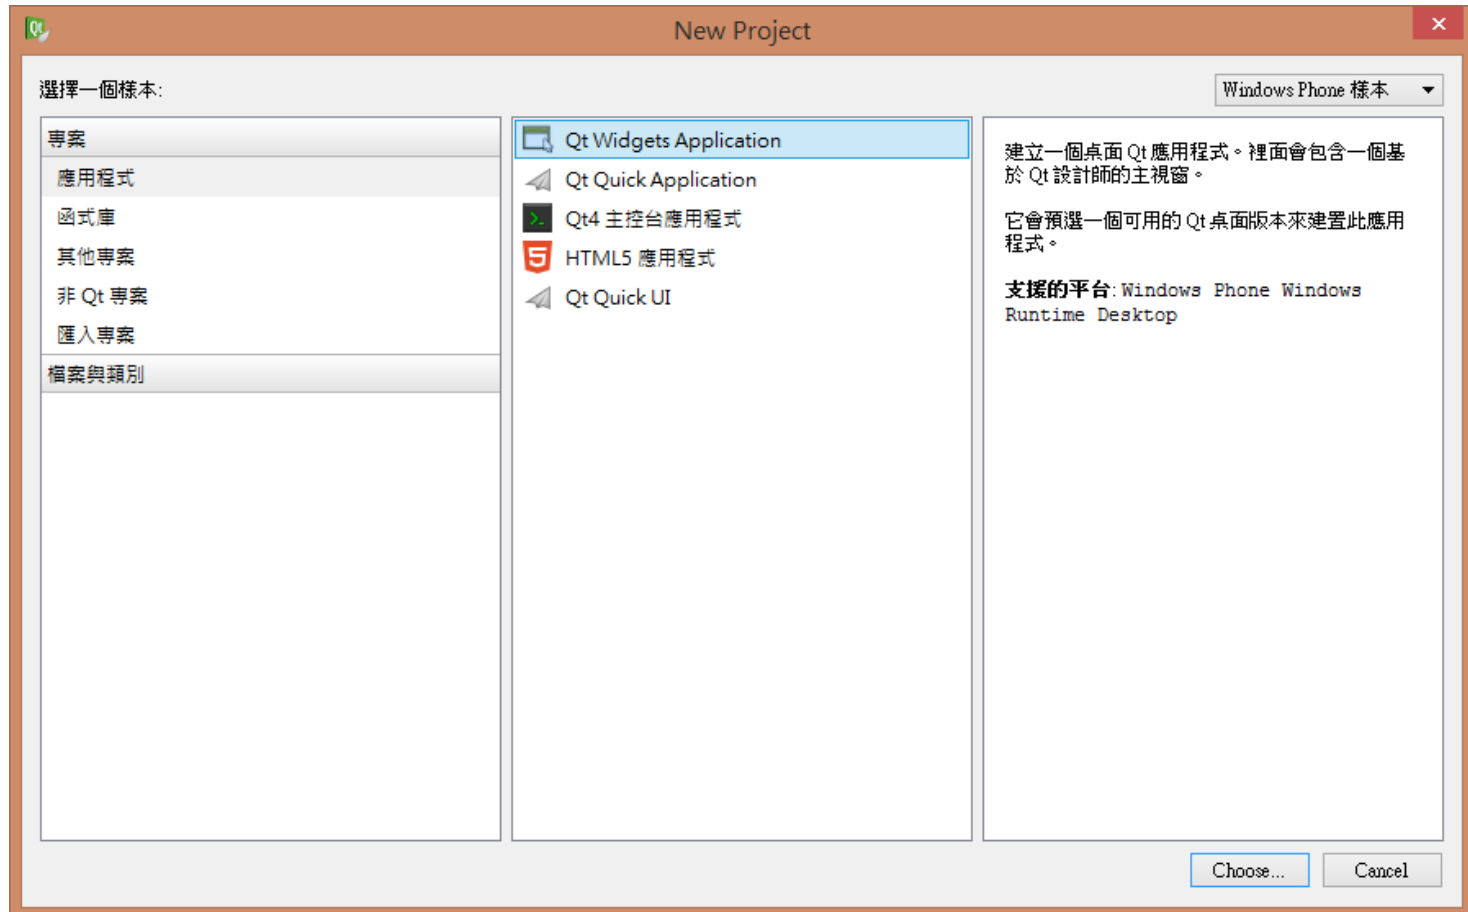 New Project
選擇一個樣本:
Windows Phone 樣本
專案
應用程式
函式庫
其他專案
非 Qt 專案
匯入專案
檔案與類別
Qt Widgets Application
Qt Quick Application
Qt4 主控台應用程式
HTML5 應用程式
Qt Quick UI
建立一個桌面 Qt 應用程式。裡面會包含一個基
於 Qt 設計師的主視窗。
它會預選一個可用的 Qt 桌面版本來建置此應用
程式。
支援的平台: Windows Phone Windows
Runtime Desktop
Choose...
Cancel